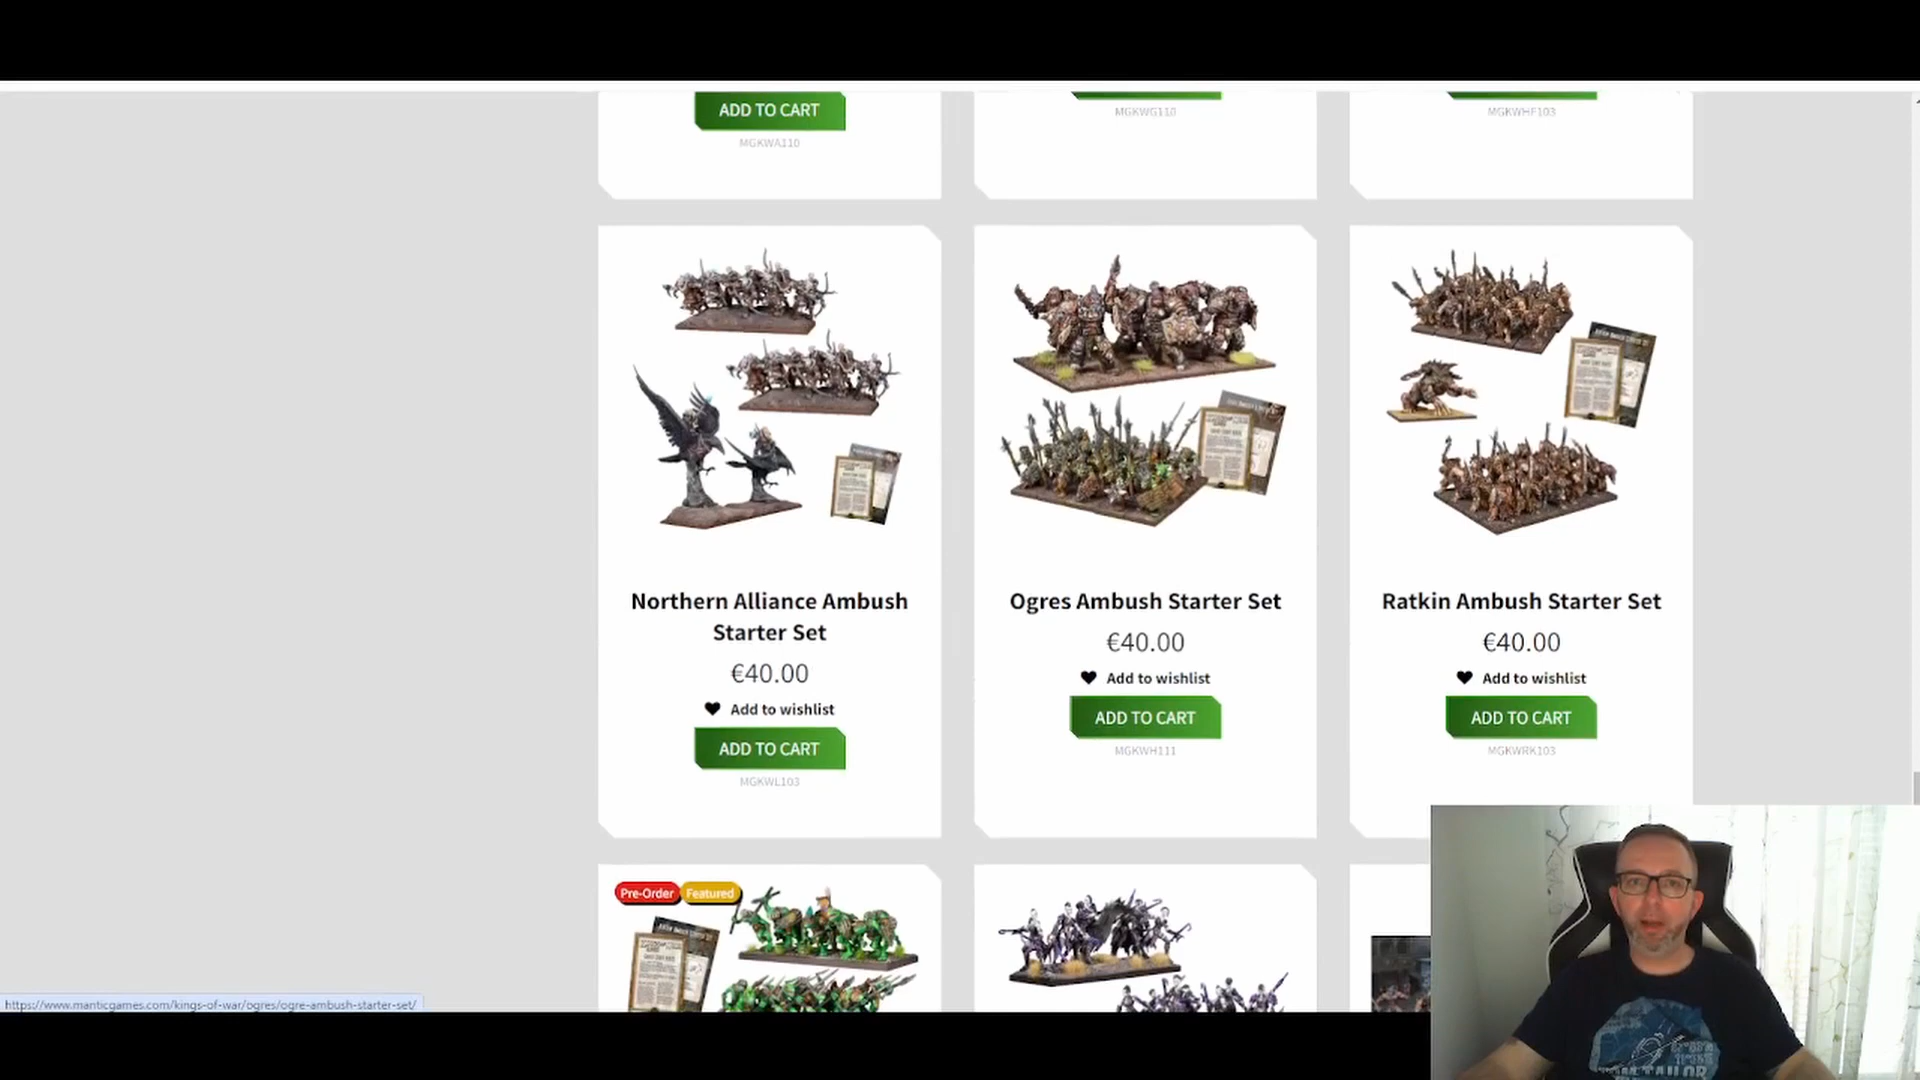 ADD TO CART
MGKWA110
MGKWG110
MGKWHF103
Northern Alliance Ambush
Starter Set
€40.00
Add to wishlist
ADD TO CART
MGKWL103
Ogres Ambush Starter Set
€40.00
Add to wishlist
ADD TO CART
MGKWH111
Ratkin Ambush Starter Set
€40.00
Add to wishlist
ADD TO CART
MGKWRK103
Pre-Order
Featured
https://www.manticgames.com/kings-of-war/ogres/ogre-ambush-starter-set/